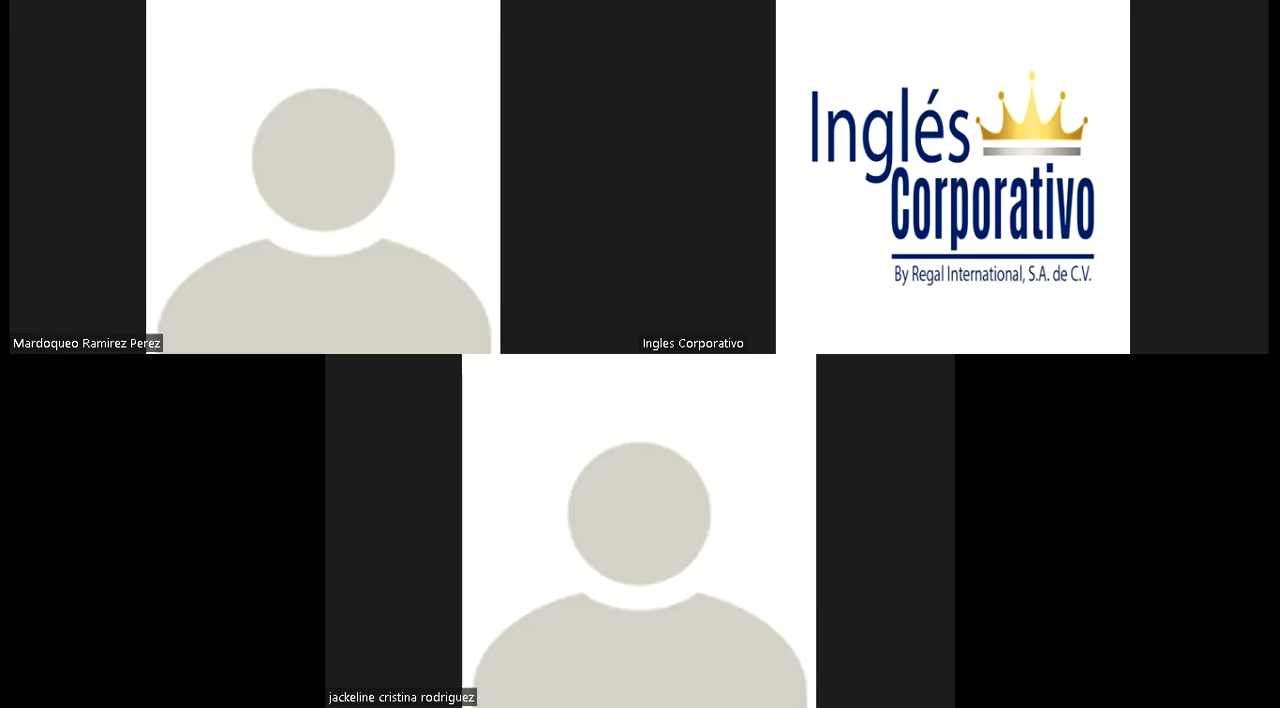 Inglés
Corporativo
By Regal International, S.A. de C.V.
Mardoqueo Ramirez Perez
Ingles Corporativo
jackeline cristina rodriguez